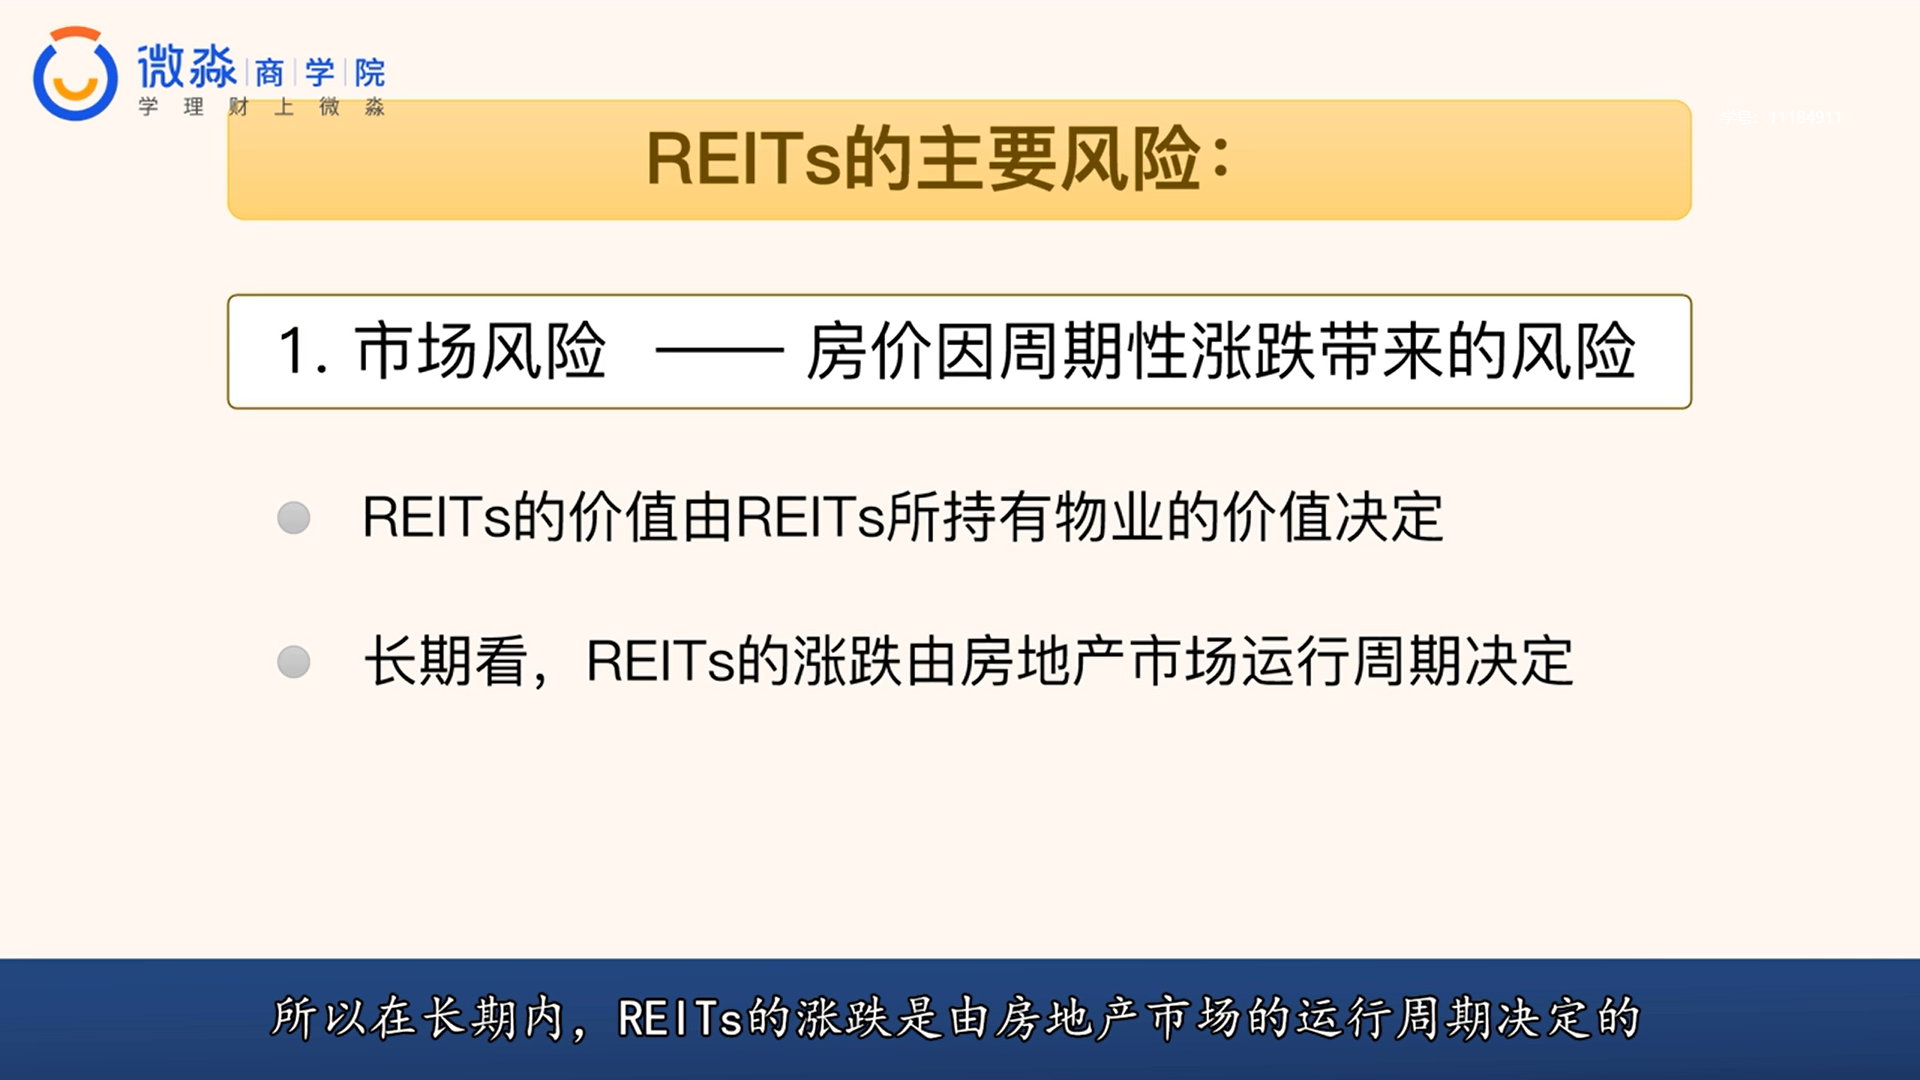 微淼商学院
学理财上微淼
REITs的主要风险：
1. 市场风险 —— 房价因周期性涨跌带来的风险
REITs的价值由REITs所持有物业的价值决定
长期看，REITs的涨跌由房地产市场运行周期决定
所以在长期内，REITs的涨跌是由房地产市场的运行周期决定的